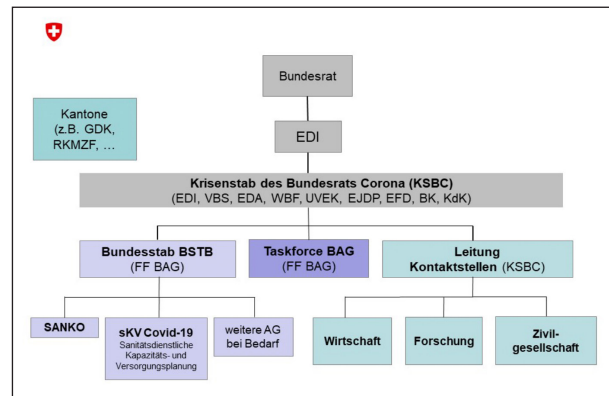 Bundesrat
Kantone
(z.B. GDK,
RKMZF, ...
EDI
Krisenstab des Bundesrats Corona (KSBC)
(EDI, VBS, EDA, WBF, UVEK, EJDP, EFD, BK, KdK)
Bundesstab BSTB
(FF BAG)
Taskforce BAG
(FF BAG)
Leitung
Kontaktstellen (KSBC)
SANKO
sKV Covid-19
Sanitätsdienstliche
Kapazitäts- und
Versorgungsplanung
weitere AG
bei Bedarf
Wirtschaft
Forschung
Zivil-
gesellschaft